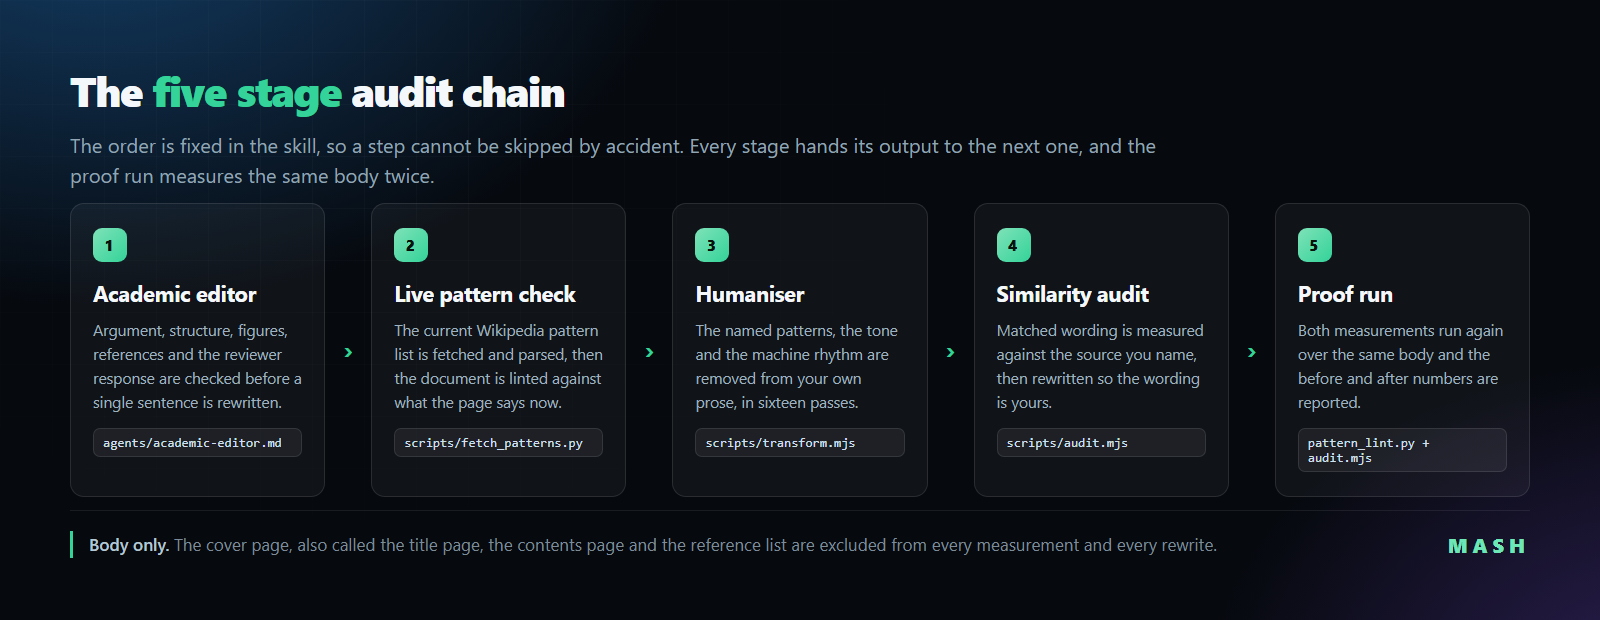 The five stage audit chain
The order is fixed in the skill, so a step cannot be skipped by accident. Every stage hands its output to the next one, and the
proof run measures the same body twice.
1
Academic editor
Argument, structure, figures,
references and the reviewer
response are checked before a
single sentence is rewritten.
agents/academic-editor.md
›
2
Live pattern check
The current Wikipedia pattern
list is fetched and parsed, then
the document is linted against
what the page says now.
scripts/fetch_patterns.py
›
3
Humaniser
The named patterns, the tone
and the machine rhythm are
removed from your own
prose, in sixteen passes.
scripts/transform.mjs
›
4
Similarity audit
Matched wording is measured
against the source you name,
then rewritten so the wording
is yours.
scripts/audit.mjs
›
5
Proof run
Both measurements run again
over the same body and the
before and after numbers are
reported.
pattern_lint.py +
audit.mjs
Body only. The cover page, also called the title page, the contents page and the reference list are excluded from every measurement and every rewrite.
MASH